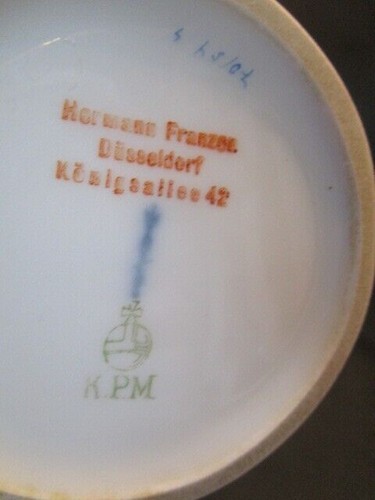 Hermann Franzen.
Düsseldorf
Königsallee 42
K.PM